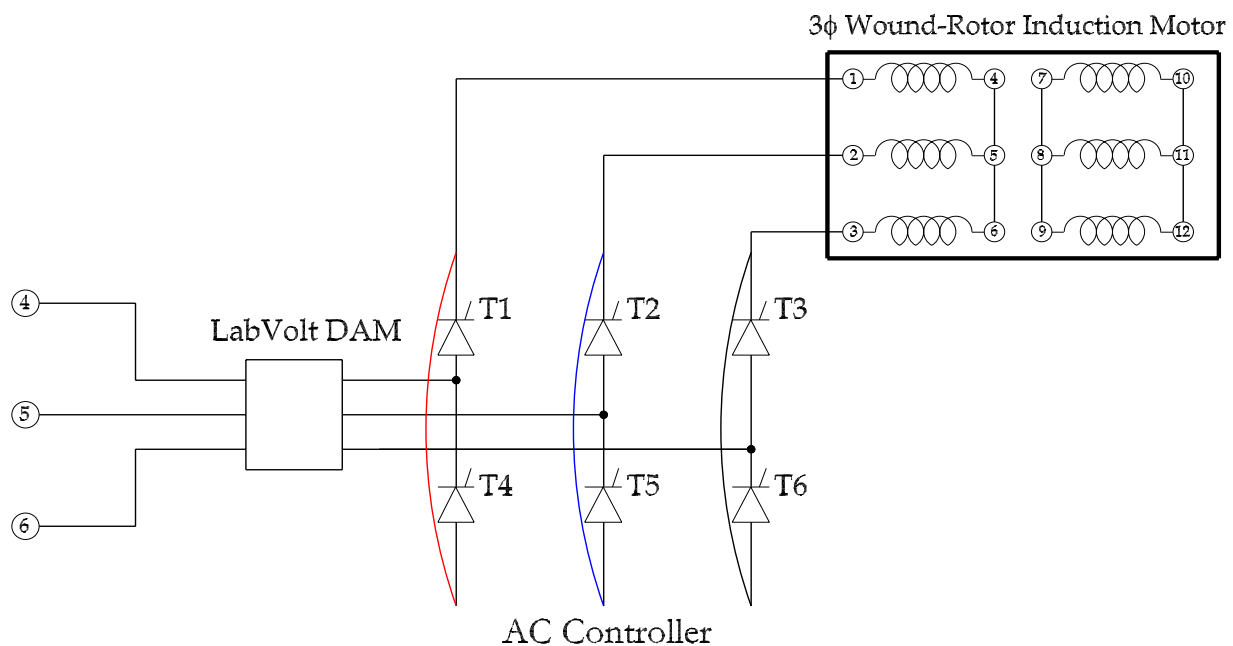 3ϕ Wound-Rotor Induction Motor
1 4 7 10
2 5 8 11
3 6 9 12
4
T1 T2 T3
LabVolt DAM
5
T4 T5 T6
6
AC Controller